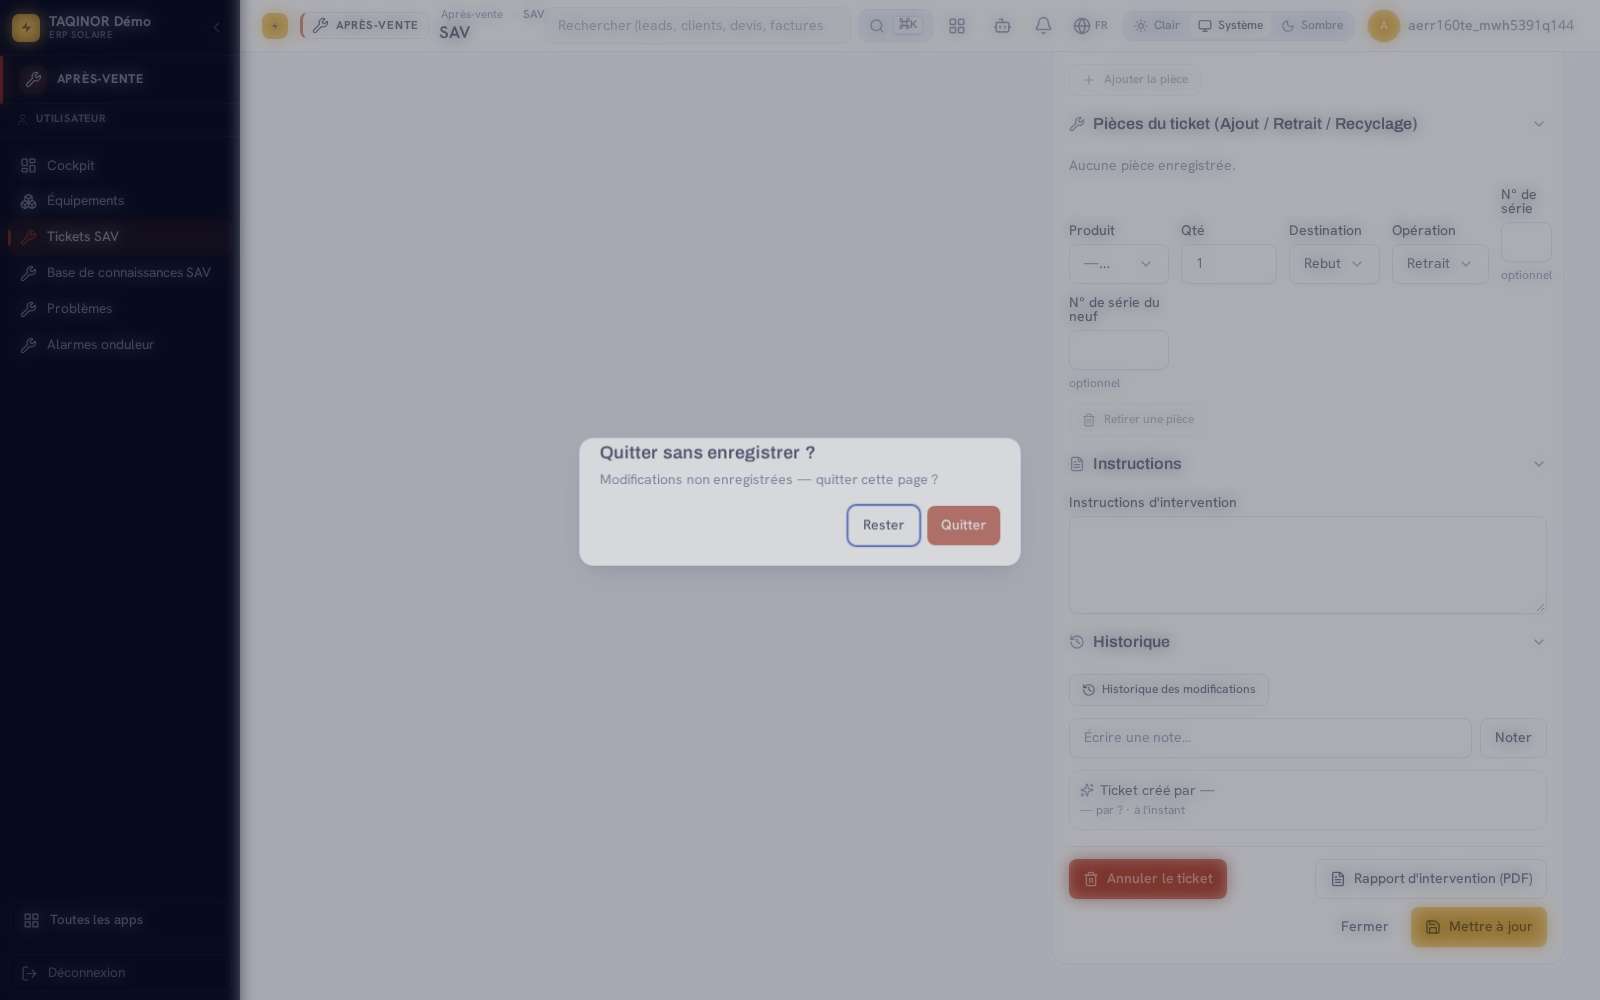 TAQINOR Démo
ERP SOLAIRE
APRÈS-VENTE
UTILISATEUR
Cockpit
Équipements
Tickets SAV
Base de connaissances SAV
Problèmes
Alarmes onduleur
Toutes les apps
Déconnexion
APRÈS-VENTE
Après-vente SAV
SAV
Rechercher (leads, clients, devis, factures
⌘K
FR
Clair
Système
Sombre
A
aerr160te_mwh5391q144
Ajouter la pièce
Pièces du ticket (Ajout / Retrait / Recyclage)
Aucune pièce enregistrée.
Produit
Qté
Destination
Opération
N° de
série
—...
1
Rebut
Retrait
optionnel
N° de série du
neuf
optionnel
Retirer une pièce
Instructions
Instructions d'intervention
Historique
Historique des modifications
Écrire une note...
Noter
Ticket créé par —
— par ? · à l'instant
Annuler le ticket
Rapport d'intervention (PDF)
Fermer
Mettre à jour
Quitter sans enregistrer ?
Modifications non enregistrées — quitter cette page ?
Rester
Quitter